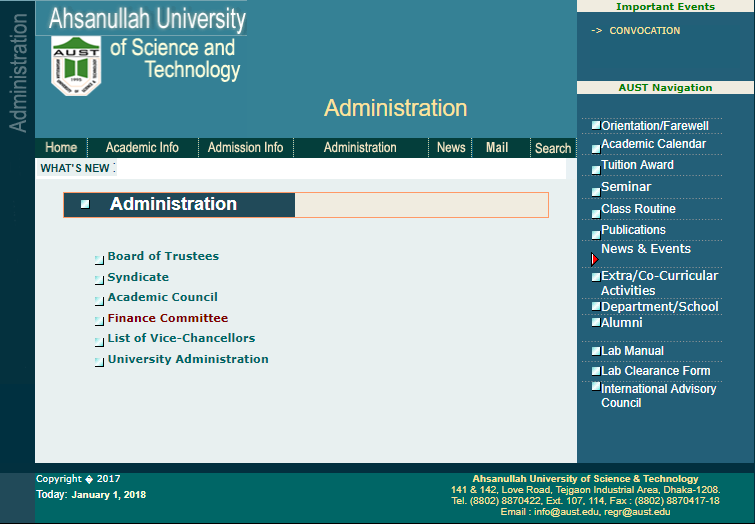 Administration
Ahsanullah University
of Science and
Technology
AUST
Administration
Home Academic Info Admission Info Administration News Mail Search
WHAT'S NEW :
Administration
Board of Trustees
Syndicate
Academic Council
Finance Committee
List of Vice-Chancellors
University Administration
Important Events
-> CONVOCATION
AUST Navigation
Orientation/Farewell
Academic Calendar
Tuition Award
Seminar
Class Routine
Publications
News & Events
Extra/Co-Curricular
Activities
Department/School
Alumni
Lab Manual
Lab Clearance Form
International Advisory
Council
Copyright � 2017
Today: January 1, 2018
Ahsanullah University of Science & Technology
141 & 142, Love Road, Tejgaon Industrial Area, Dhaka-1208.
Tel. (8802) 8870422, Ext. 107, 114, Fax : (8802) 8870417-18
Email : info@aust.edu, regr@aust.edu